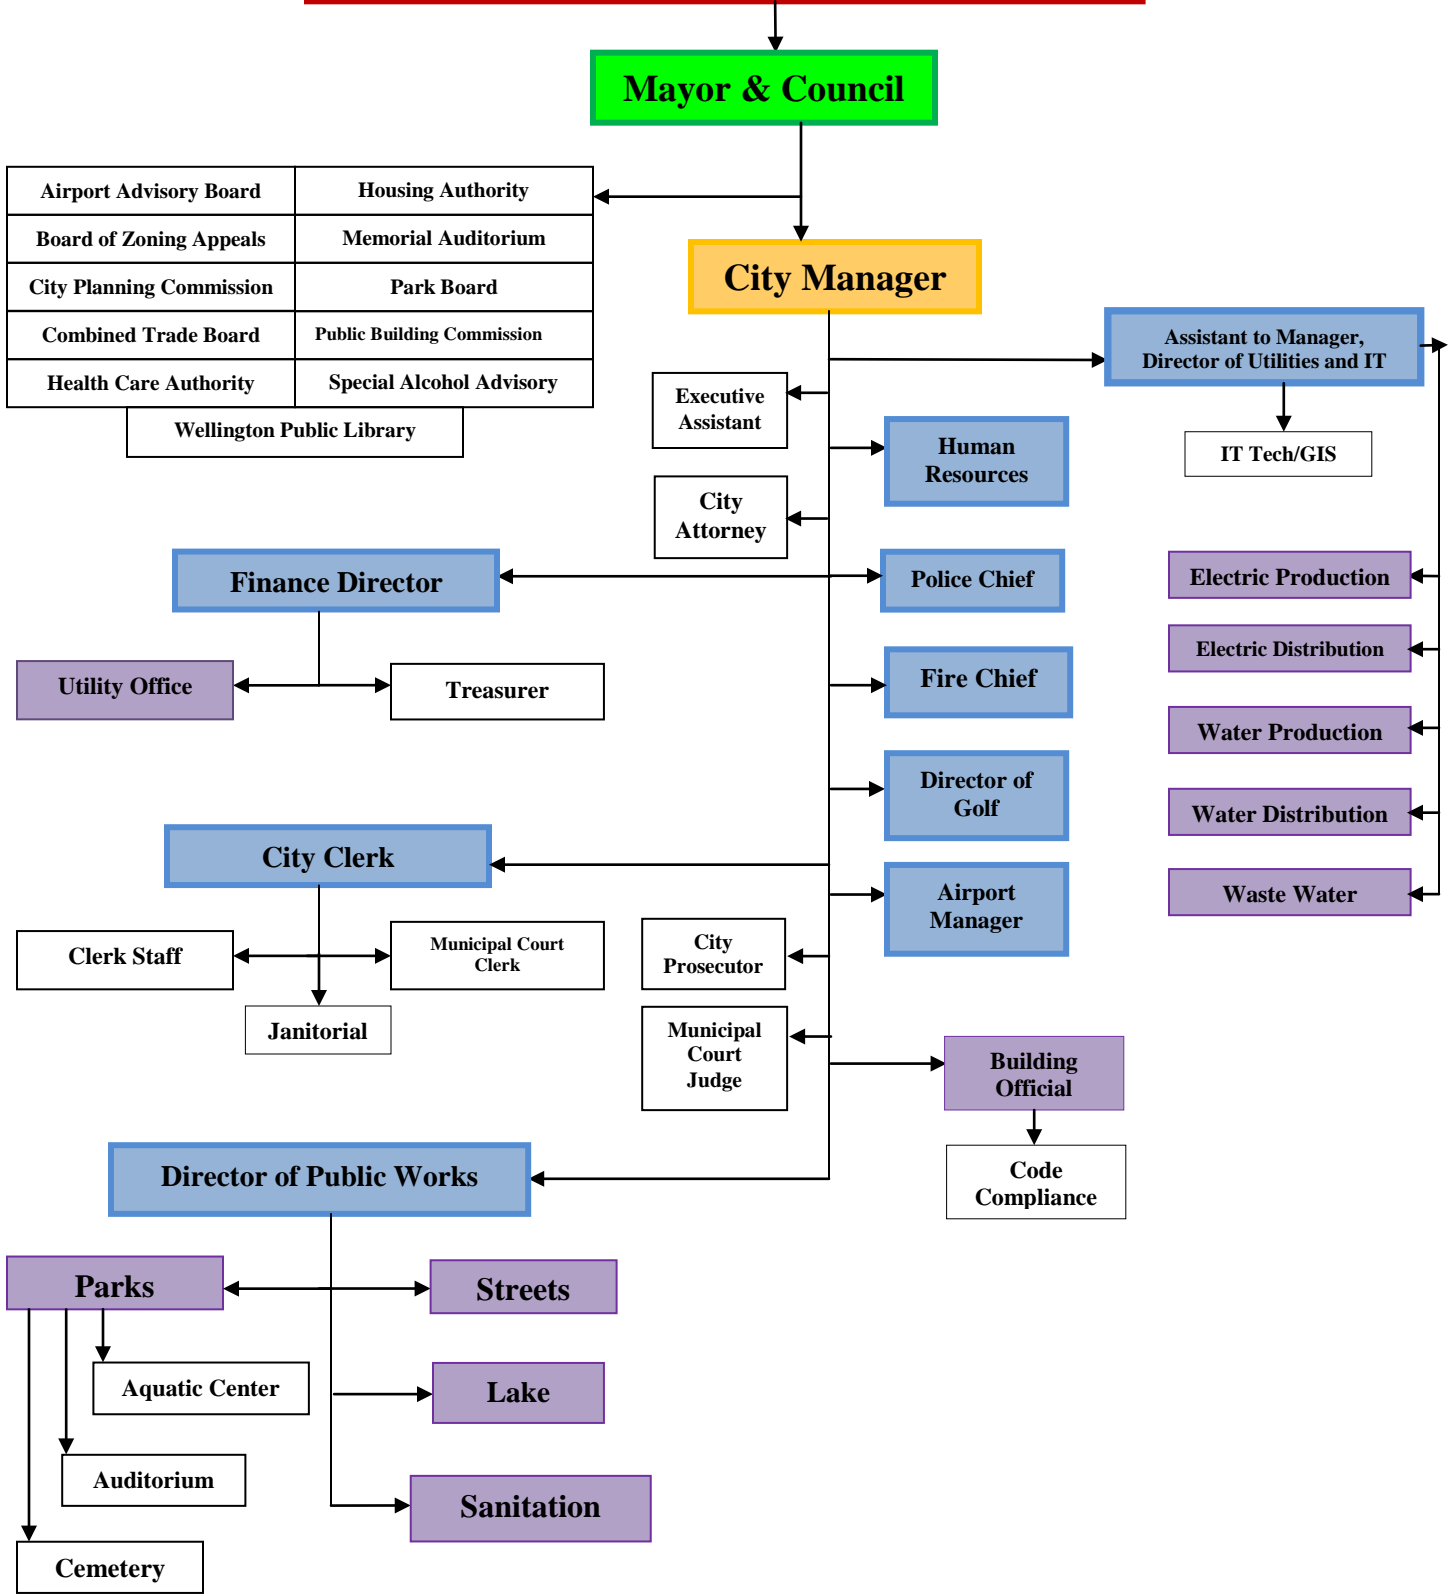 Mayor & Council
Airport Advisory Board
Housing Authority
Board of Zoning Appeals
Memorial Auditorium
City Planning Commission
Park Board
Combined Trade Board
Public Building Commission
Health Care Authority
Special Alcohol Advisory
Wellington Public Library
City Manager
Assistant to Manager,
Director of Utilities and IT
IT Tech/GIS
Executive
Assistant
Human
Resources
City
Attorney
Finance Director
Police Chief
Electric Production
Electric Distribution
Utility Office
Treasurer
Fire Chief
Water Production
Director of
Golf
Water Distribution
City Clerk
Airport
Manager
Waste Water
Clerk Staff
Municipal Court
Clerk
City
Prosecutor
Janitorial
Municipal
Court
Judge
Building
Official
Code
Compliance
Director of Public Works
Parks
Streets
Aquatic Center
Lake
Auditorium
Sanitation
Cemetery